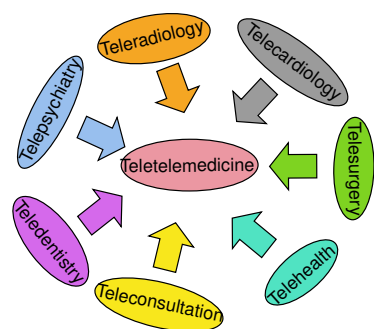 Teleradiology
Telecardiology
Telepsychiatry
Teletelemedicine
Telesurgery
Teledentistry
Telehealth
Teleconsultation